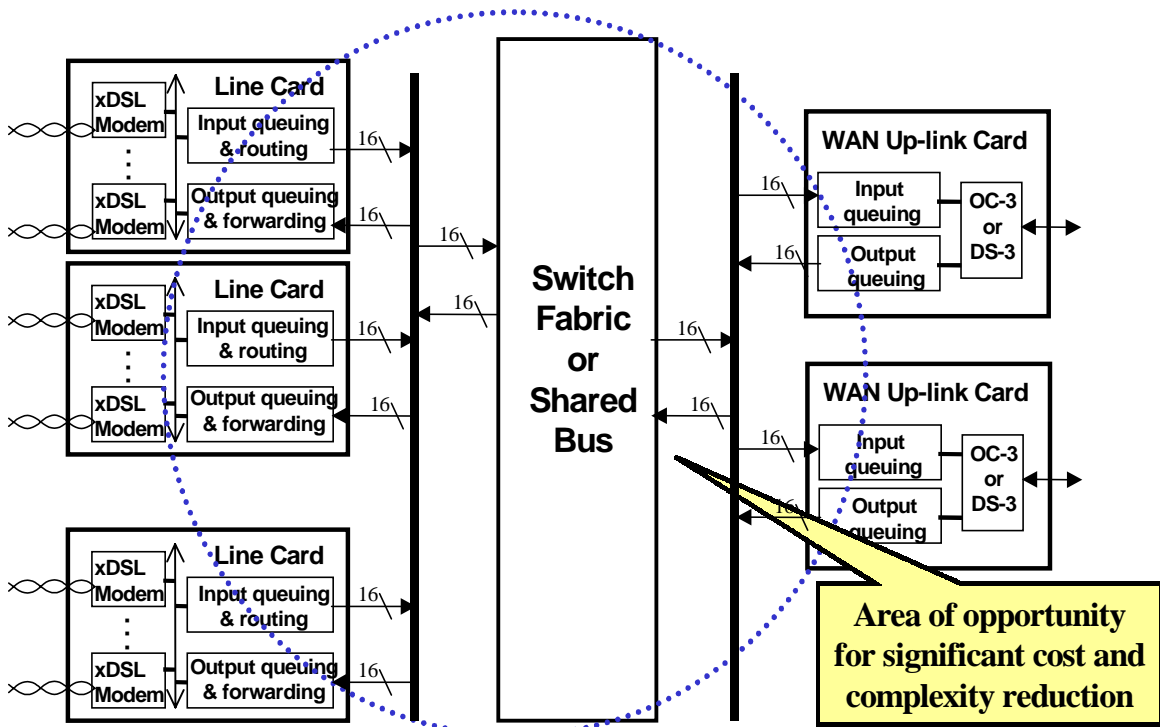 Line Card
xDSL
Modem
Input queuing
& routing
16
xDSL
Modem
Output queuing
& forwarding
16
Line Card
xDSL
Modem
Input queuing
& routing
16
xDSL
Modem
Output queuing
& forwarding
16
Line Card
xDSL
Modem
Input queuing
& routing
16
xDSL
Modem
Output queuing
& forwarding
16
16
16
Switch
Fabric
or
Shared
Bus
16
16
WAN Up-link Card
16
Input
queuing
OC-3
or
DS-3
16
Output
queuing
WAN Up-link Card
16
Input
queuing
OC-3
or
DS-3
16
Output
queuing
Area of opportunity
for significant cost and
complexity reduction